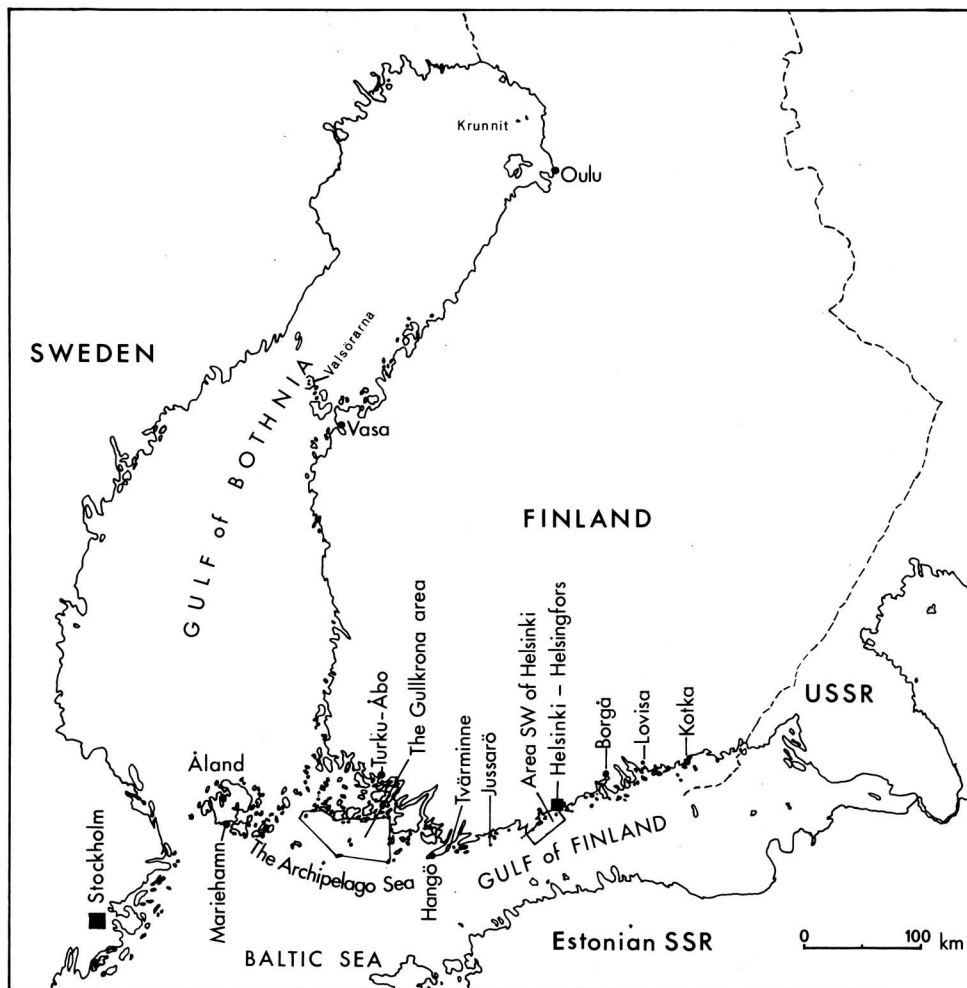 Krunnit
Oulu
SWEDEN
Valsörarna
GULF of BOTHNIA
Vasa
FINLAND
Turku-Åbo
The Gullkrona area
Tvärminne
Jussarö
Area SW of Helsinki
Helsinki – Helsingfors
Borgå
Lovisa
Kotka
USSR
Åland
Stockholm
Mariehamn
The Archipelago Sea
Hangö
GULF of FINLAND
BALTIC SEA
Estonian SSR
0 100 km